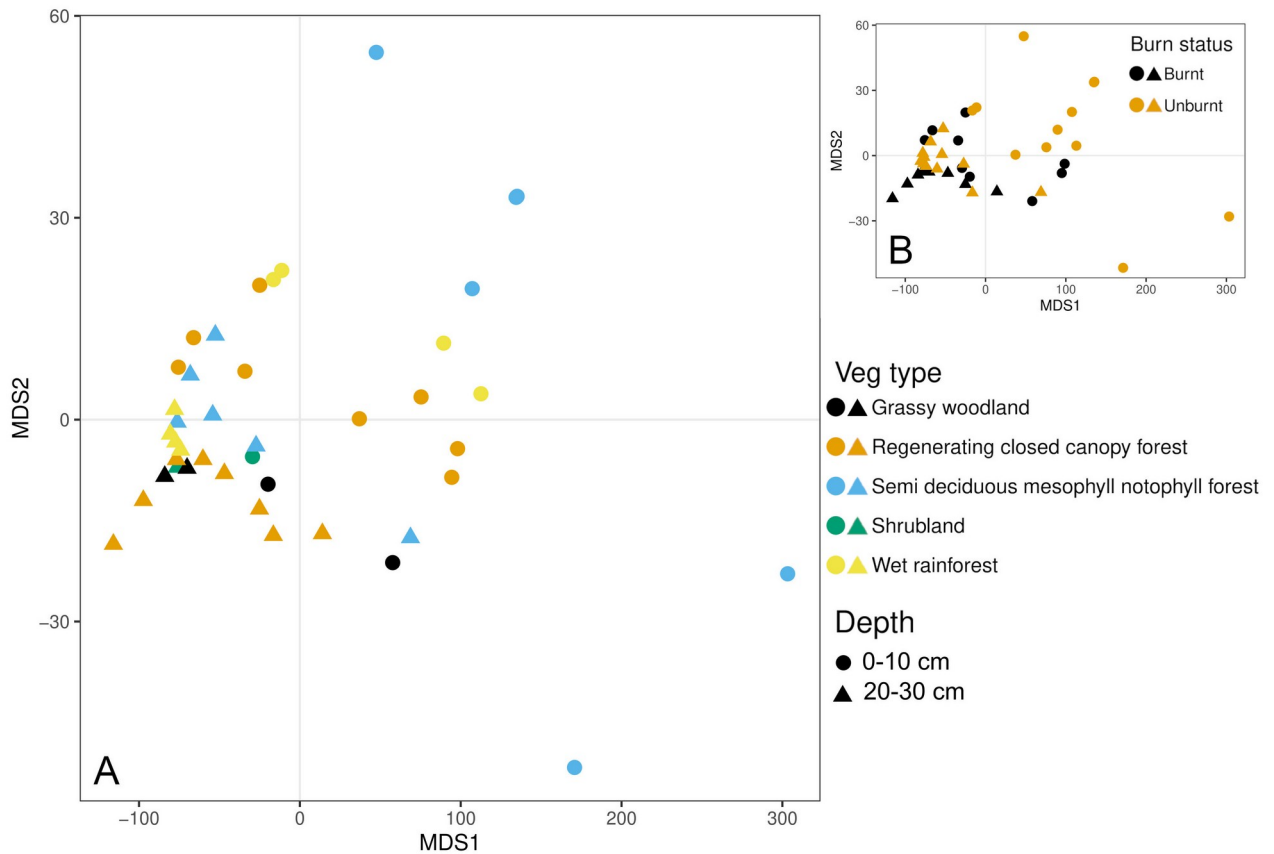 60
30
0
−30
−100
0
100
200
300
MDS1
MDS2
A
60
30
0
−30
−100
0
100
200
300
MDS1
MDS2
B
Burn status
Burnt
Unburnt
Veg type
Grassy woodland
Regenerating closed canopy forest
Semi deciduous mesophyll notophyll forest
Shrubland
Wet rainforest
Depth
0-10 cm
20-30 cm